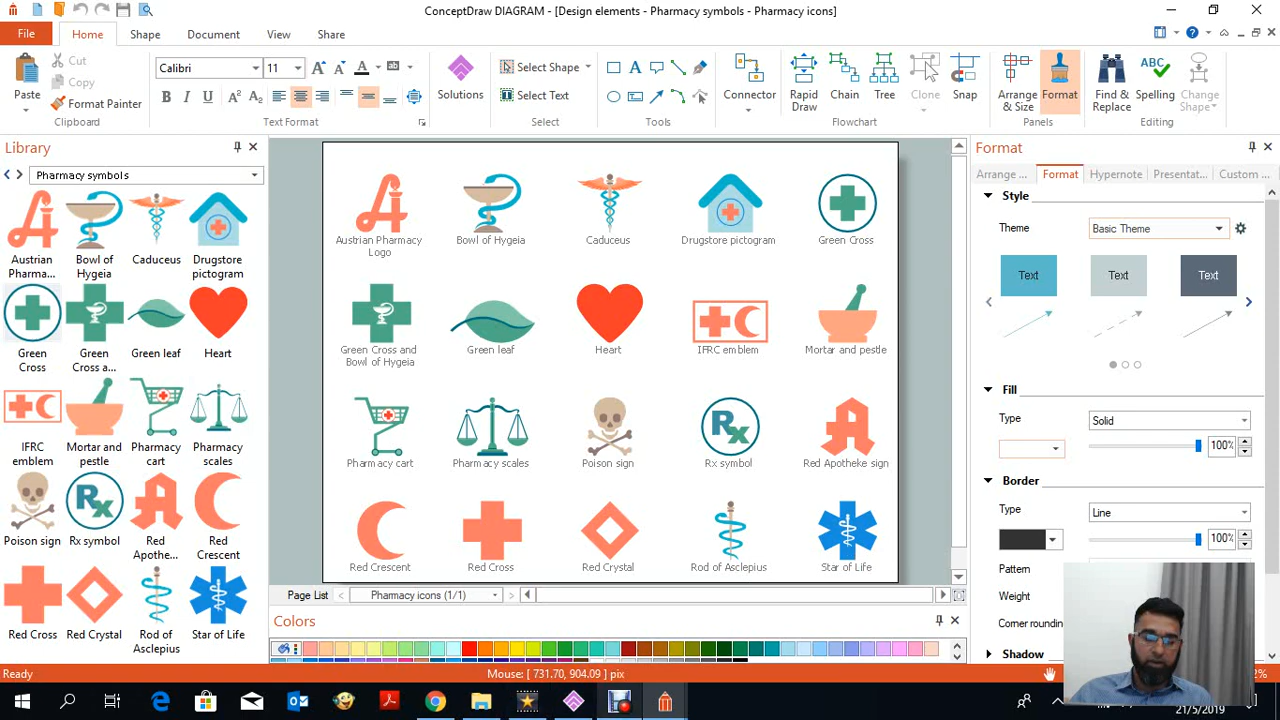 ConceptDraw DIAGRAM - [Design elements - Pharmacy symbols - Pharmacy icons]
File Home Shape Document View Share
Paste
Cut
Copy
Format Painter
Clipboard
Calibri 11
B I U
Text Format
Solutions
Select Shape
Select Text
Select
Tools
Connector
Rapid
Draw
Chain
Tree
Clone
Snap
Flowchart
Arrange
& Size
Format
Panels
Find &
Replace
ABC
Spelling
Change
Shape
Editing
Library
Pharmacy symbols
Austrian
Pharma...
Bowl of
Hygeia
Caduceus
Drugstore
pictogram
Green
Cross
Green
Cross a...
Green leaf
Heart
IFRC
emblem
Mortar and
pestle
Pharmacy
cart
Pharmacy
scales
Poison sign
Rx
Rx symbol
Red
Apothe...
Red
Crescent
Red Cross
Red Crystal
Rod of
Asclepius
Star of Life
Austrian Pharmacy
Logo
Bowl of Hygeia
Caduceus
Drugstore pictogram
Green Cross
Green Cross and
Bowl of Hygeia
Green leaf
Heart
IFRC emblem
Mortar and pestle
Pharmacy cart
Pharmacy scales
Poison sign
Rx
Rx symbol
Red Apotheke sign
Red Crescent
Red Cross
Red Crystal
Rod of Asclepius
Star of Life
Page List
Pharmacy icons (1/1)
Colors
Format
Arrange ... Format Hypernote Presentat... Custom ...
Style
Theme Basic Theme
Text Text Text
Fill
Type Solid
100%
Border
Type Line
100%
Pattern
Weight
Corner roundin
Shadow
Ready
Mouse: [ 731.70, 904.09 ] pix
2%
21/5/2019